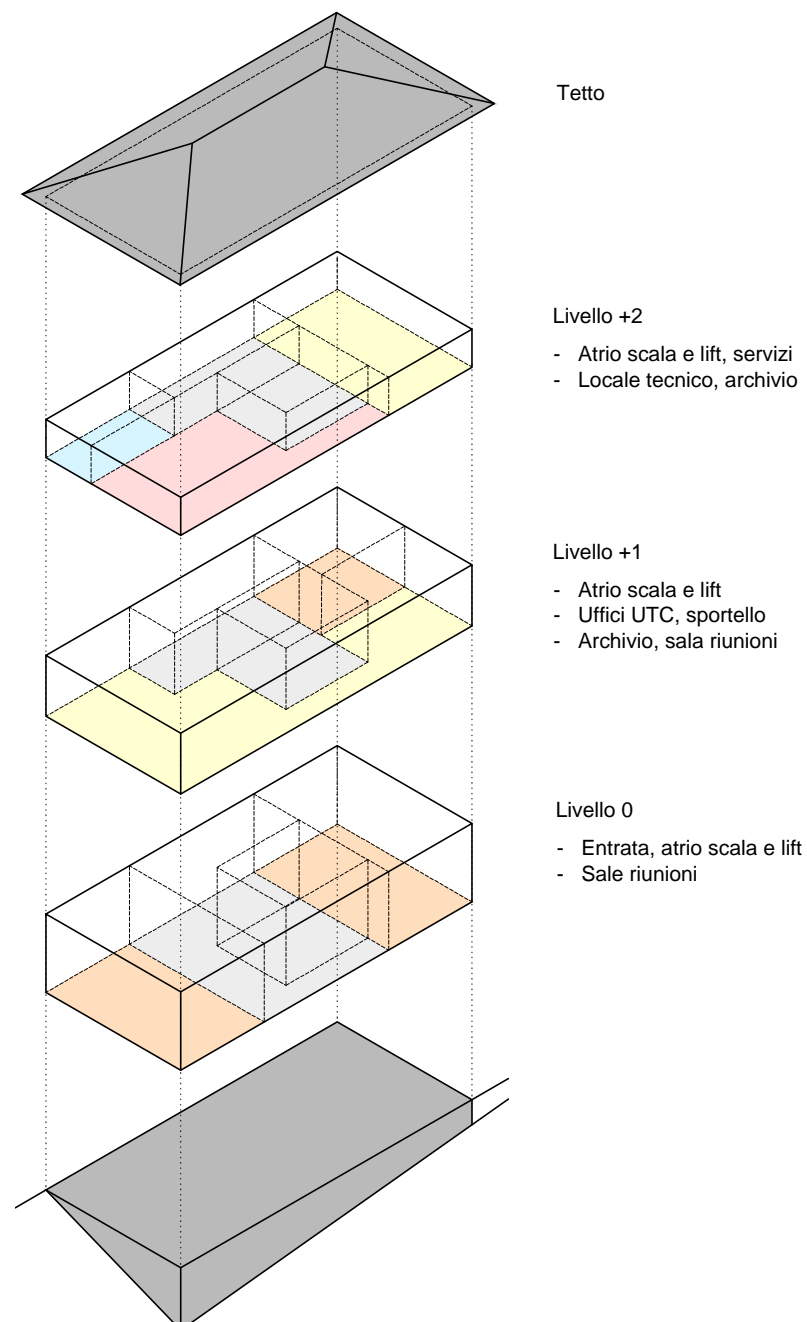 Tetto
Livello +2
- Atrio scala e lift, servizi
- Locale tecnico, archivio
Livello +1
- Atrio scala e lift
- Uffici UTC, sportello
- Archivio, sala riunioni
Livello 0
- Entrata, atrio scala e lift
- Sale riunioni